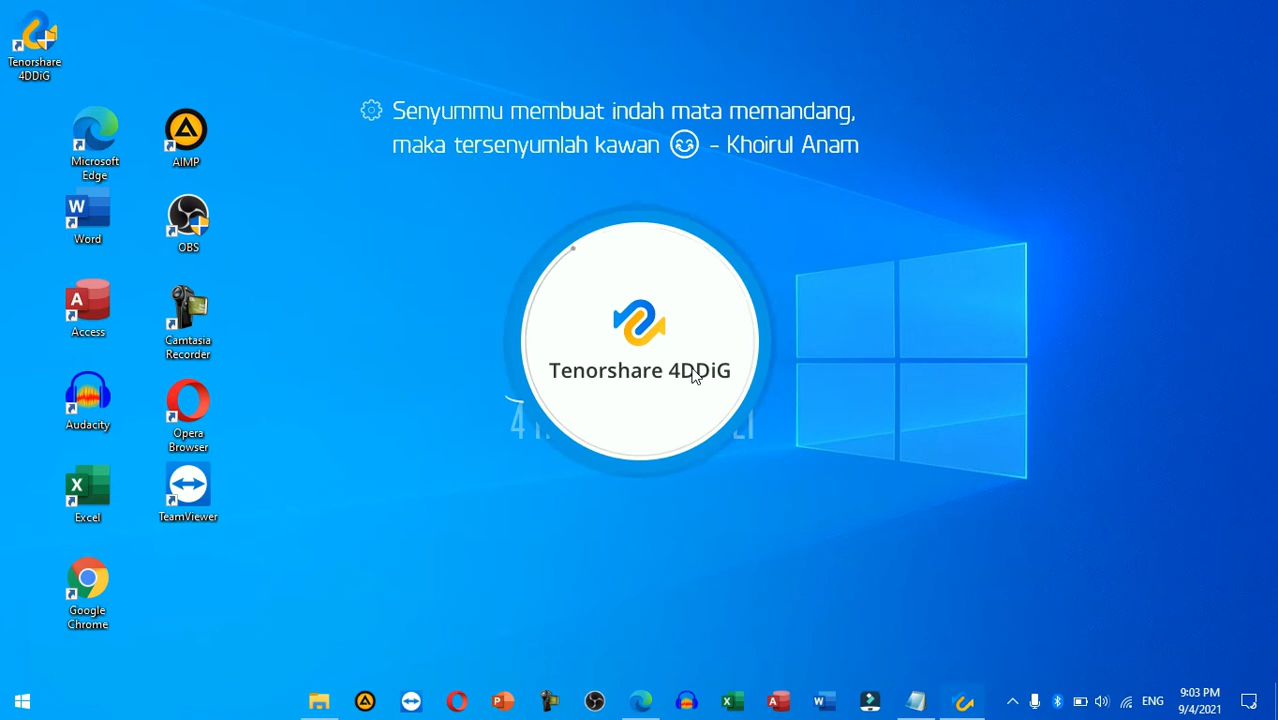 Tenorshare
4DDiG
Senyummu membuat indah mata memandang,
maka tersenyumlah kawan 😊 - Khoirul Anam
Microsoft
Edge
AIMP
Word
OBS
Access
Camtasia
Recorder
Tenorshare 4DDiG
Audacity
Opera
Browser
Excel
TeamViewer
Google
Chrome
ENG
9:03 PM
9/4/2021